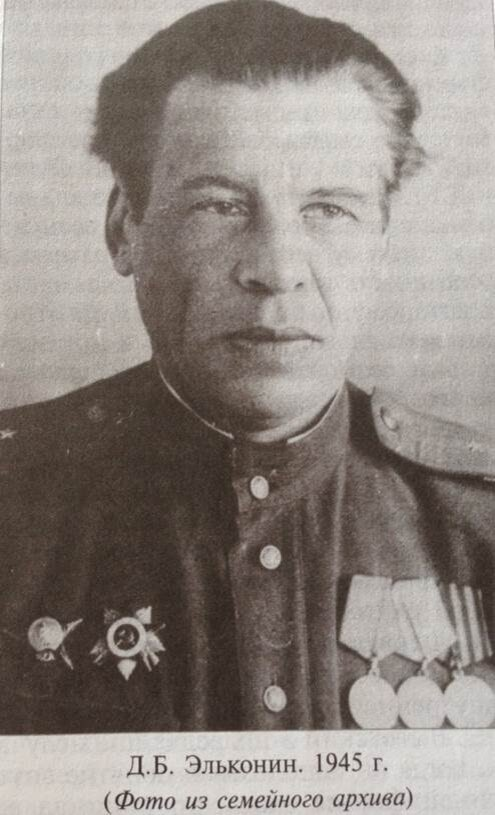 Д.Б. Эльконин. 1945 г.
(Фото из семейного архива)